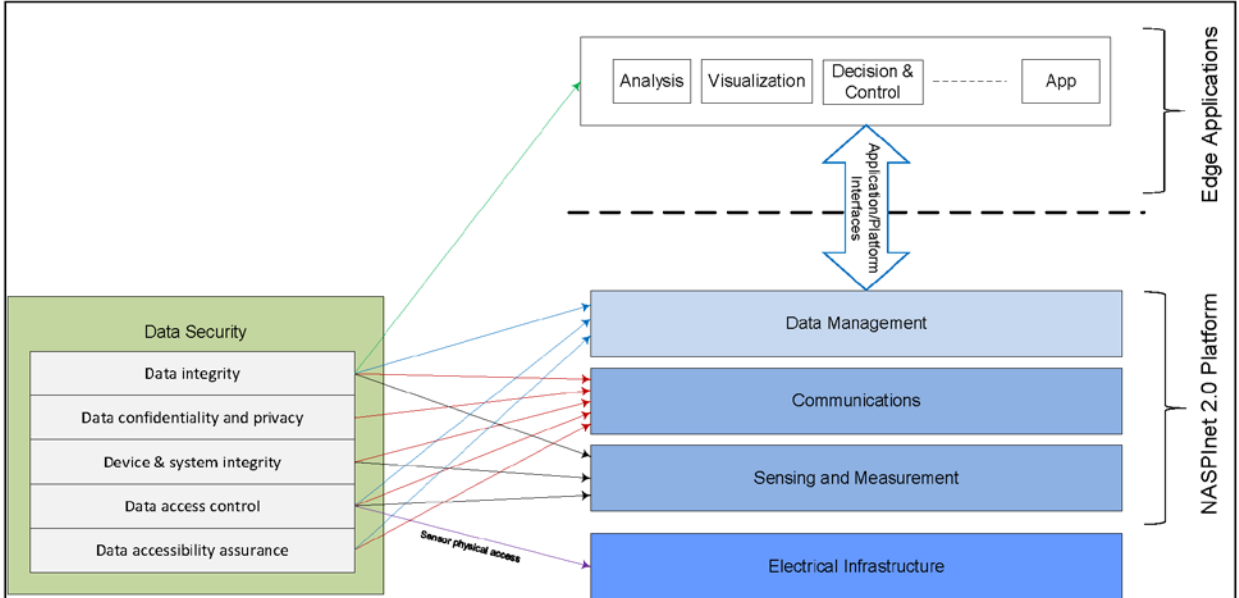 Analysis
Visualization
Decision &
Control
App
Edge Applications
Application/Platform
Interfaces
Data Security
Data integrity
Data confidentiality and privacy
Device & system integrity
Data access control
Data accessibility assurance
Sensor physical access
Data Management
Communications
Sensing and Measurement
Electrical Infrastructure
NASPInet 2.0 Platform